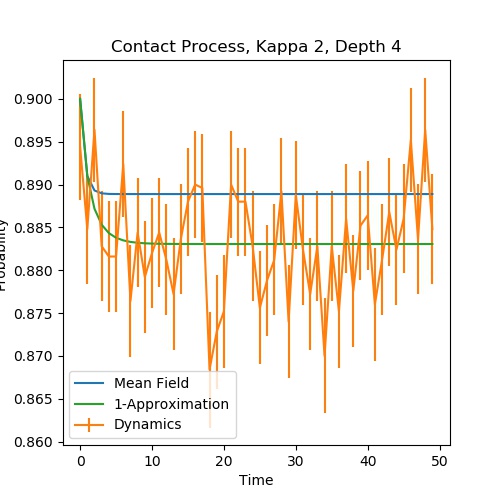 Contact Process, Kappa 2, Depth 4
0.900
0.895
0.890
0.885
0.880
0.875
0.870
0.865
0.860
Probability
Mean Field
1-Approximation
Dynamics
0 10 20 30 40 50
Time